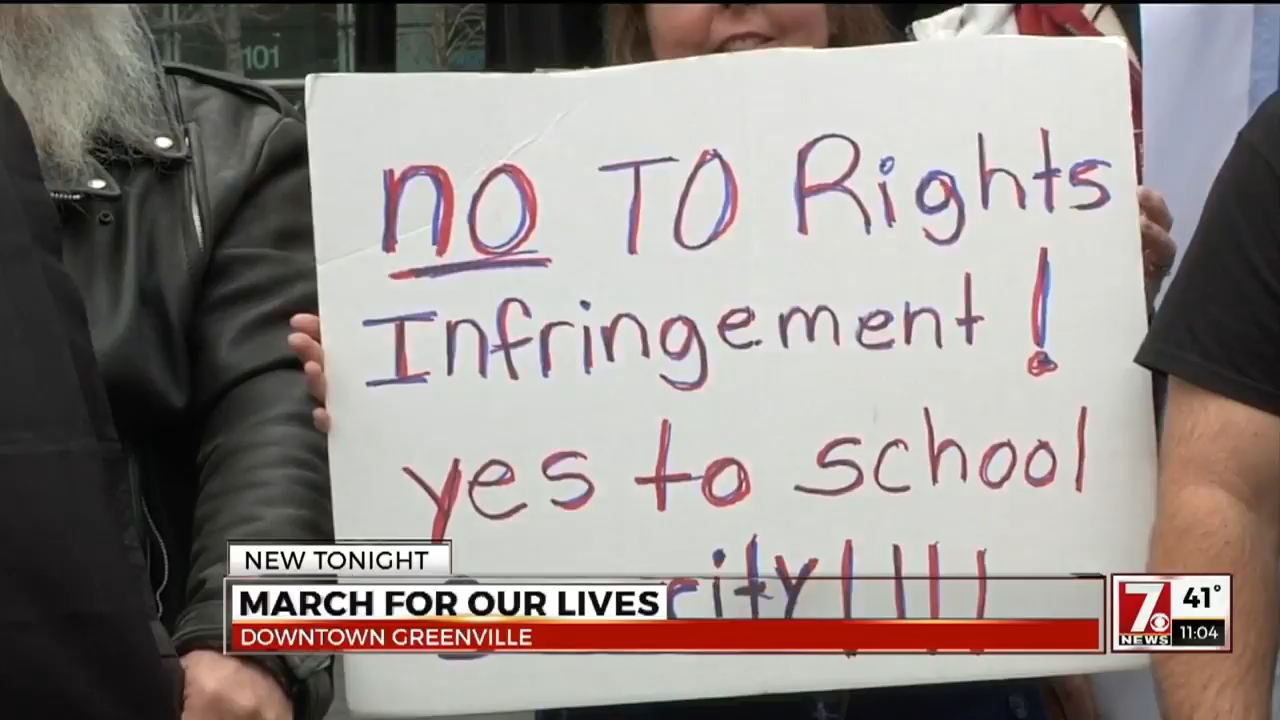 101
no TO Rights
Infringement!
yes to school
rity!!!!
NEW TONIGHT
MARCH FOR OUR LIVES
DOWNTOWN GREENVILLE
7
NEWS
41°
11:04